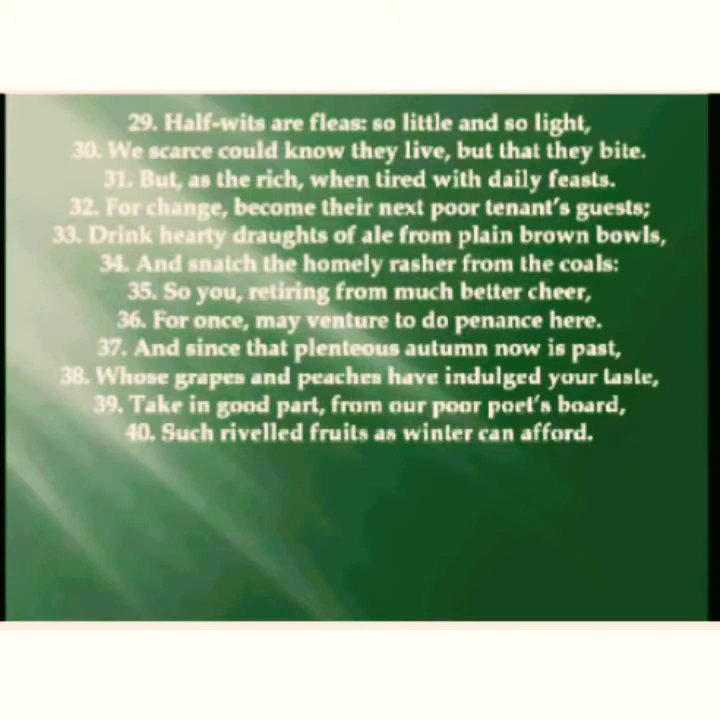 29. Half-wits are fleas: so little and so light,
30. We scarce could know they live, but that they bite.
31. But, as the rich, when tired with daily feasts.
32. For change, become their next poor tenant's guests;
33. Drink hearty draughts of ale from plain brown bowls,
34. And snatch the homely rasher from the coals:
35. So you, retiring from much better cheer,
36. For once, may venture to do penance here.
37. And since that plenteous autumn now is past,
38. Whose grapes and peaches have indulged your taste,
39. Take in good part, from our poor poet's board,
40. Such rivelled fruits as winter can afford.